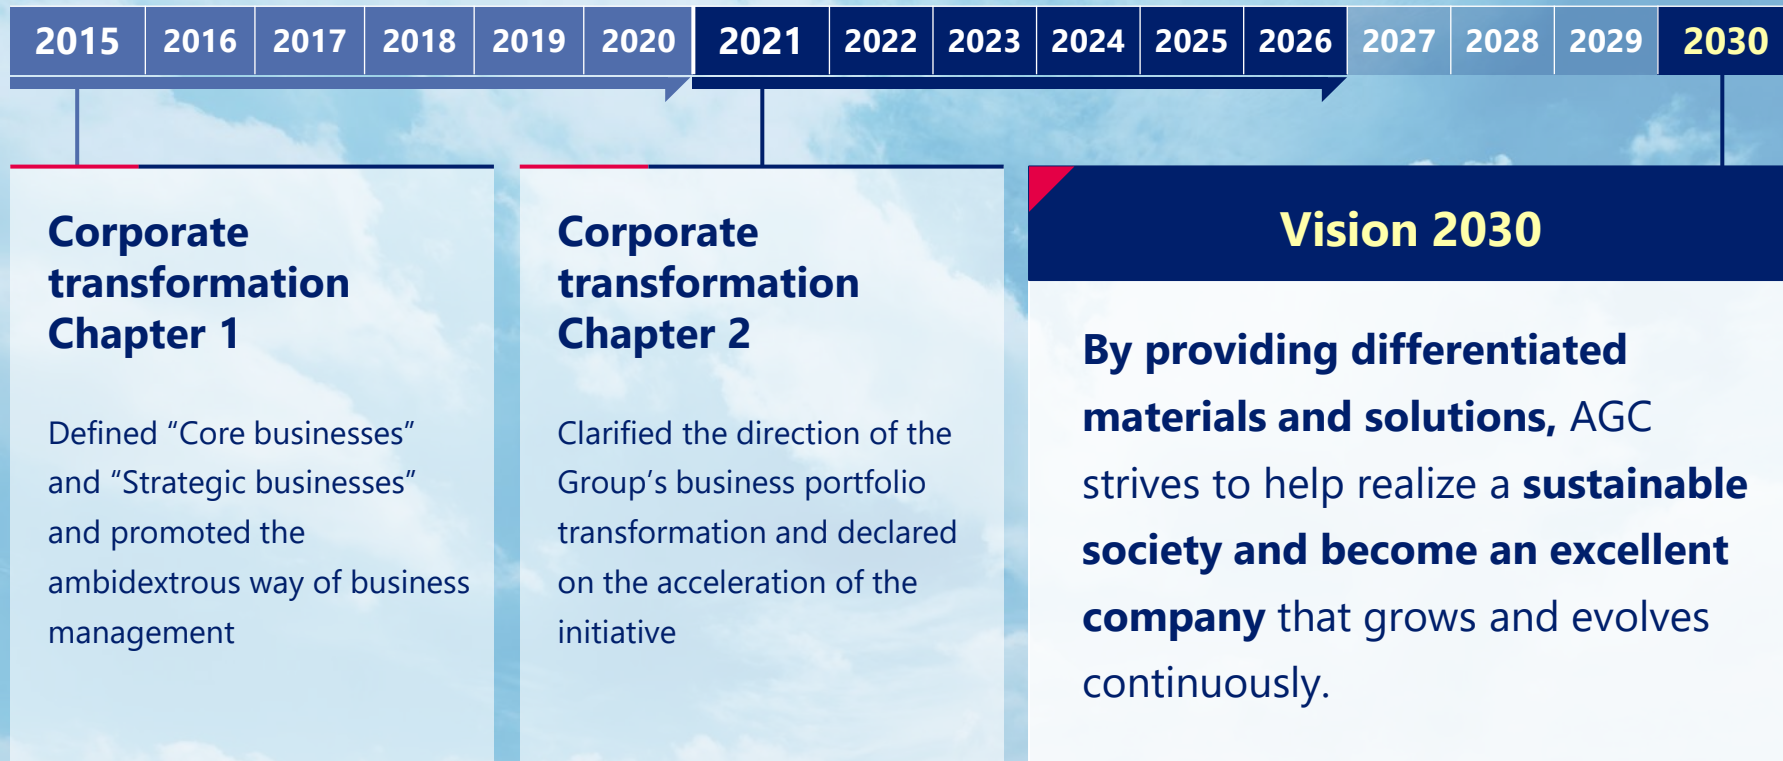 2015 2016 2017 2018 2019 2020 2021 2022 2023 2024 2025 2026 2027 2028 2029 2030
Corporate
transformation
Chapter 1
Defined “Core businesses”
and “Strategic businesses”
and promoted the
ambidextrous way of business
management
Corporate
transformation
Chapter 2
Clarified the direction of the
Group’s business portfolio
transformation and declared
on the acceleration of the
initiative
Vision 2030
By providing differentiated
materials and solutions, AGC
strives to help realize a sustainable
society and become an excellent
company that grows and evolves
continuously.